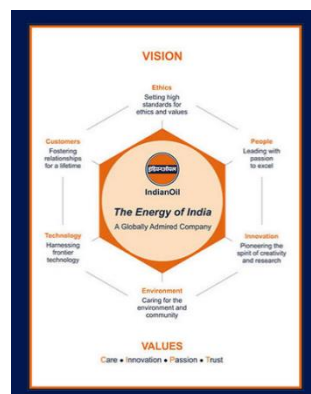 VISION
Ethics
Setting high
standards for
ethics and values
Customers
Fostering
relationships
for a lifetime
People
Leading with
passion
to excel
इंडियनऑयल
IndianOil
The Energy of India
A Globally Admired Company
Technology
Harnessing
frontier
technology
Innovation
Pioneering the
spirit of creativity
and research
Environment
Caring for the
environment and
community
VALUES
Care • Innovation • Passion • Trust